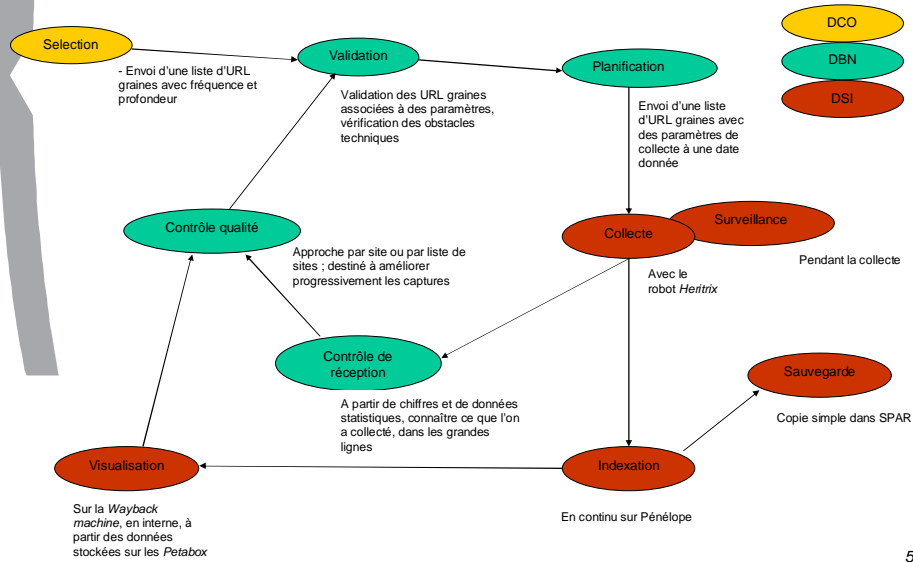 Selection
- Envoi d'une liste d'URL
graines avec fréquence et
profondeur
Validation
Validation des URL graines
associées à des paramètres,
vérification des obstacles
techniques
Planification
Envoi d'une liste
d'URL graines avec
des paramètres de
collecte à une date
donnée
DCO
DBN
DSI
Contrôle qualité
Approche par site ou par liste de
sites ; destiné à améliorer
progressivement les captures
Collecte
Surveillance
Avec le
robot Heritrix
Pendant la collecte
Contrôle de
réception
A partir de chiffres et de données
statistiques, connaître ce que l'on
a collecté, dans les grandes
lignes
Sauvegarde
Copie simple dans SPAR
Visualisation
Sur la Wayback
machine, en interne, à
partir des données
stockées sur les Petabox
Indexation
En continu sur Pénélope
5